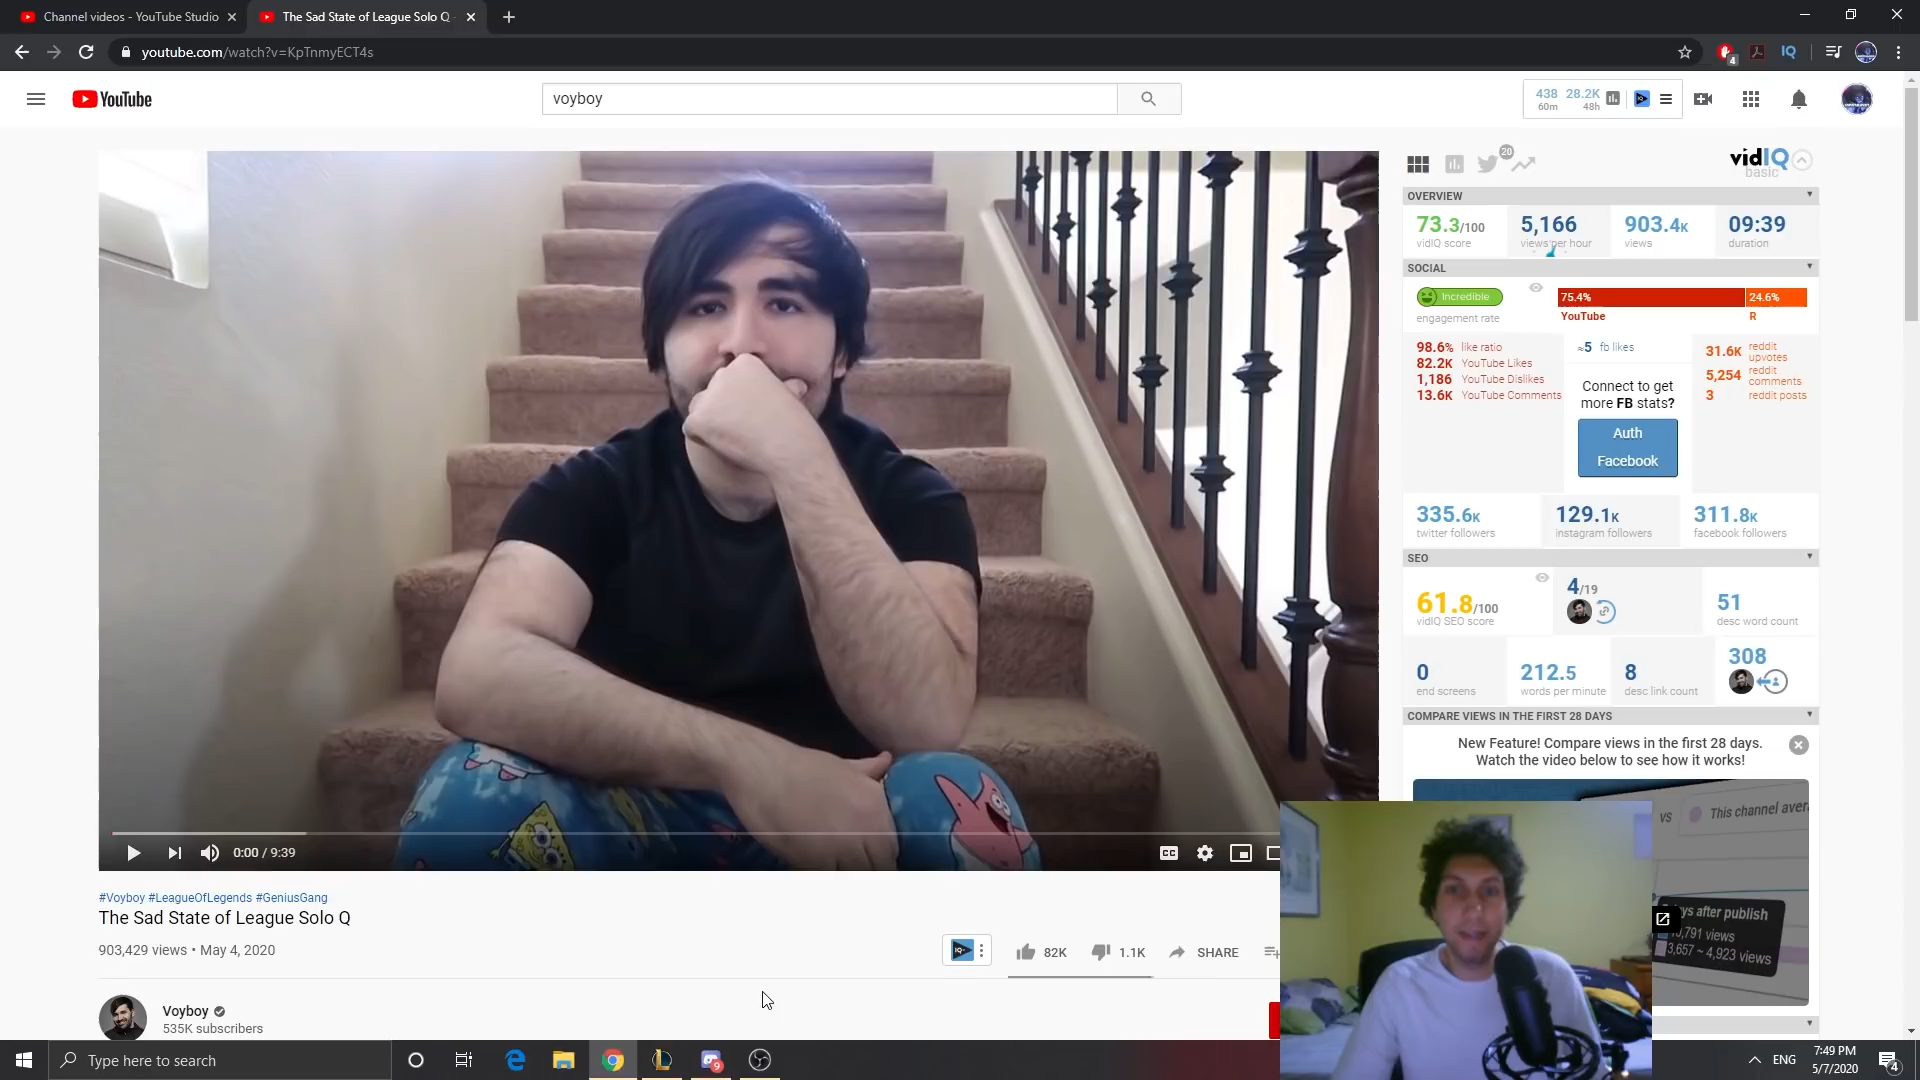 Channel videos - YouTube Studio
The Sad State of League Solo Q
youtube.com/watch?v=KpTnmyECT4s
4
IQ
YouTube
voyboy
438 60m
28.2K 48h
20
vidIQ
basic
OVERVIEW
73.3/100 vidIQ score
5,166 views per hour
903.4K views
09:39 duration
SOCIAL
Incredible
engagement rate
75.4% 24.6%
YouTube R
98.6% like ratio
82.2K YouTube Likes
1,186 YouTube Dislikes
13.6K YouTube Comments
≈5 fb likes
Connect to get
more FB stats?
Auth
Facebook
31.6K reddit upvotes
5,254 reddit comments
3 reddit posts
335.6K twitter followers
129.1K instagram followers
311.8K facebook followers
SEO
61.8/100 vidIQ SEO score
4/19
51 desc word count
0 end screens
212.5 words per minute
8 desc link count
308
COMPARE VIEWS IN THE FIRST 28 DAYS
New Feature! Compare views in the first 28 days.
Watch the video below to see how it works!
VS This channel aver
ys after publish
,791 views
3,657 ~ 4,923 views
0:00 / 9:39
CC
#Voyboy #LeagueOfLegends #GeniusGang
The Sad State of League Solo Q
903,429 views • May 4, 2020
IQ
82K 1.1K SHARE
Voyboy
535K subscribers
Type here to search
9
ENG
7:49 PM
5/7/2020
4